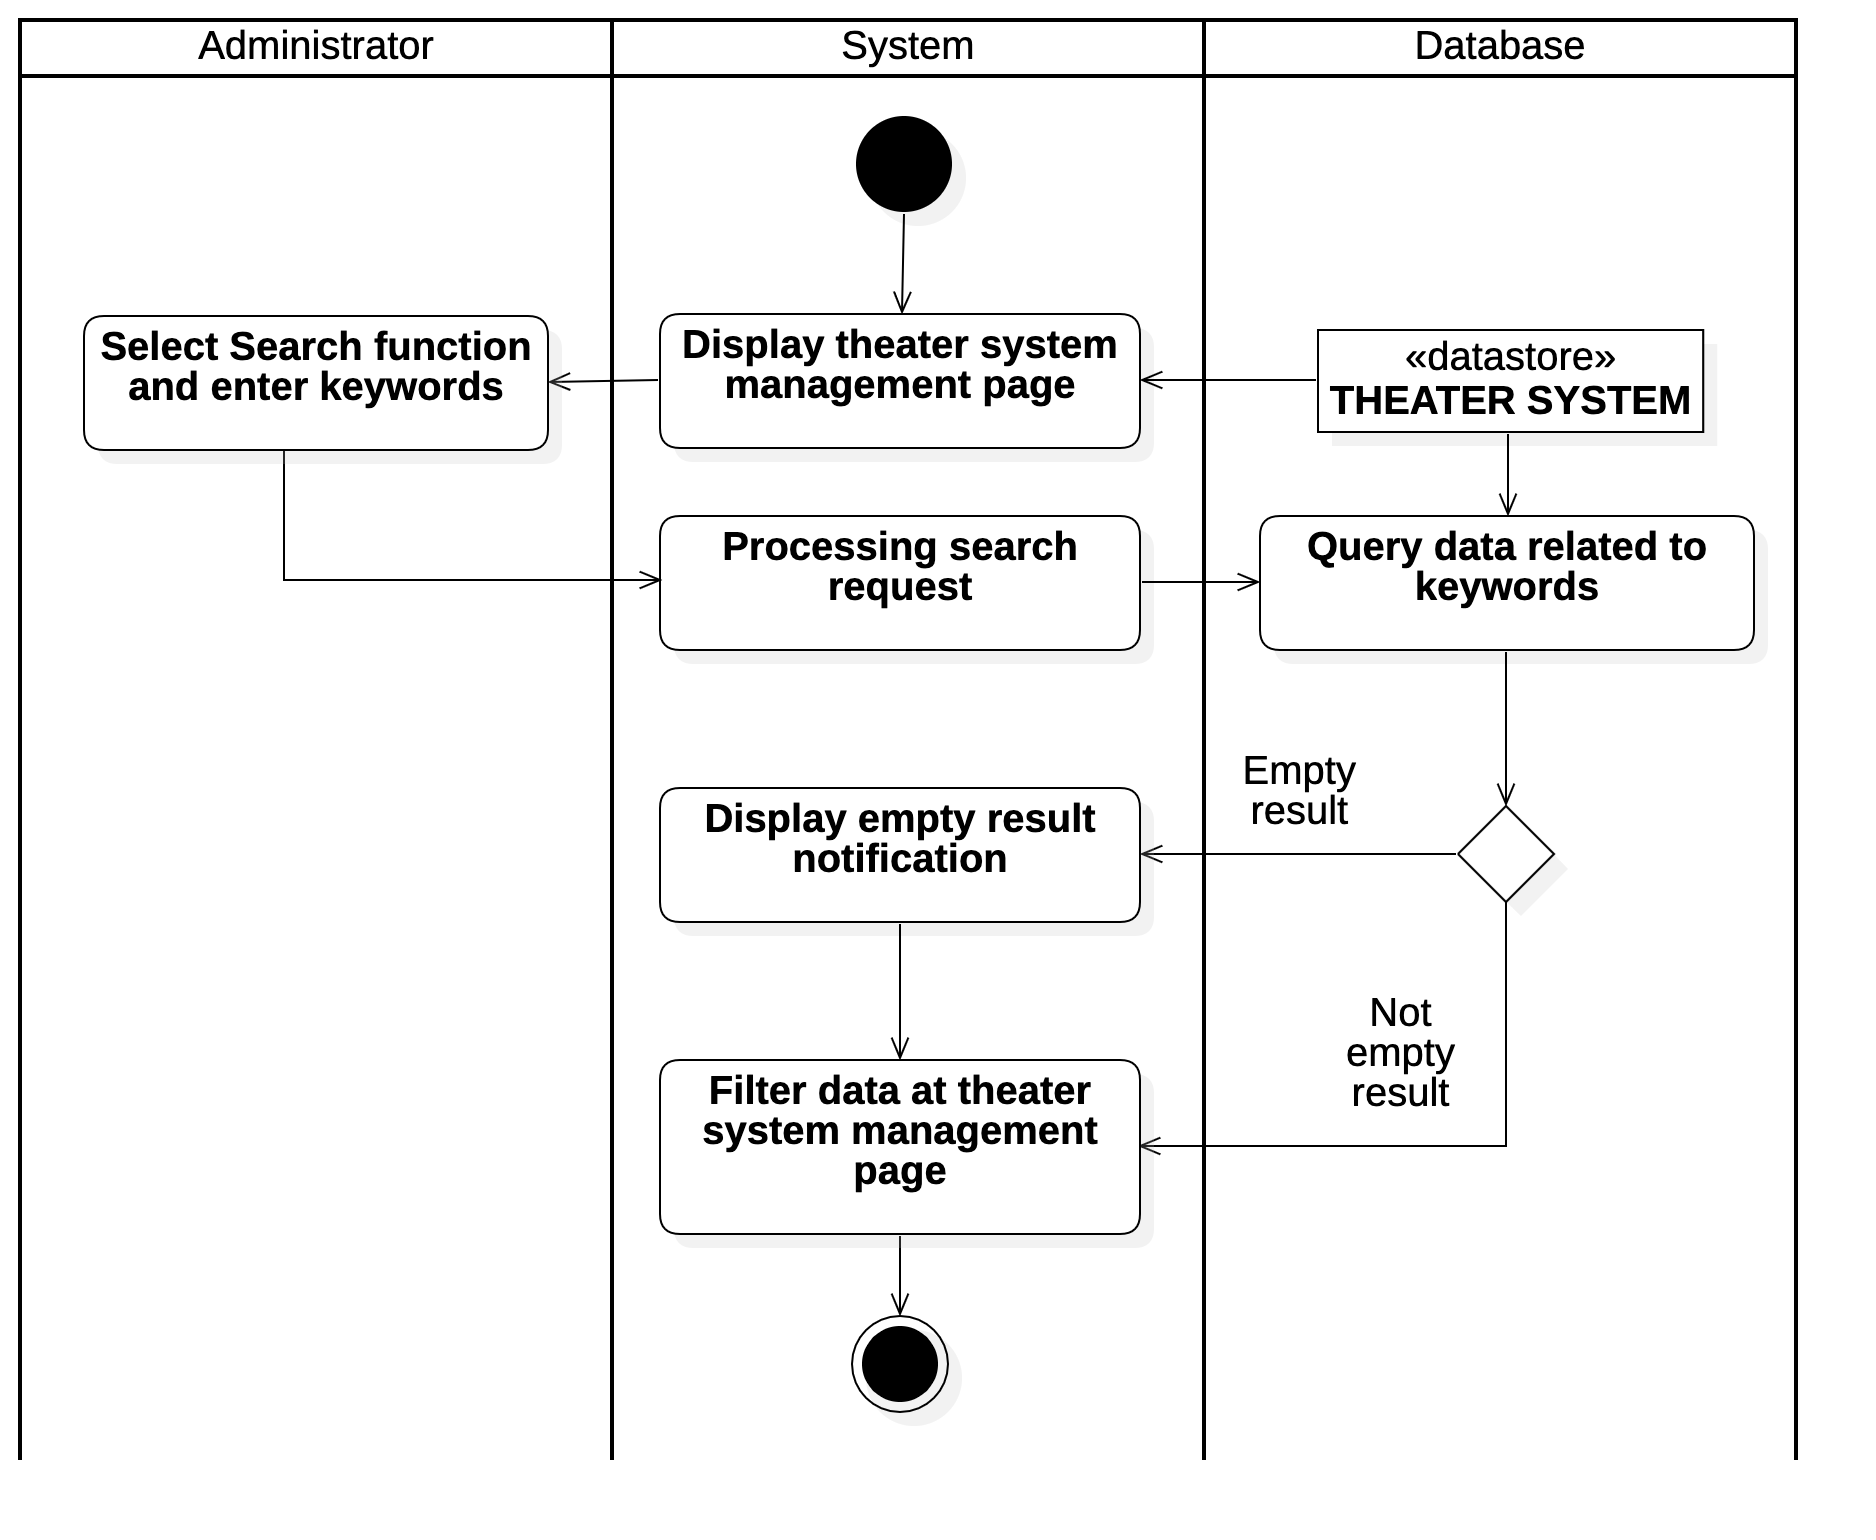 Administrator
System
Database
Select Search function
and enter keywords
Display theater system
management page
«datastore»
THEATER SYSTEM
Processing search
request
Query data related to
keywords
Empty
result
Display empty result
notification
Not
empty
result
Filter data at theater
system management
page